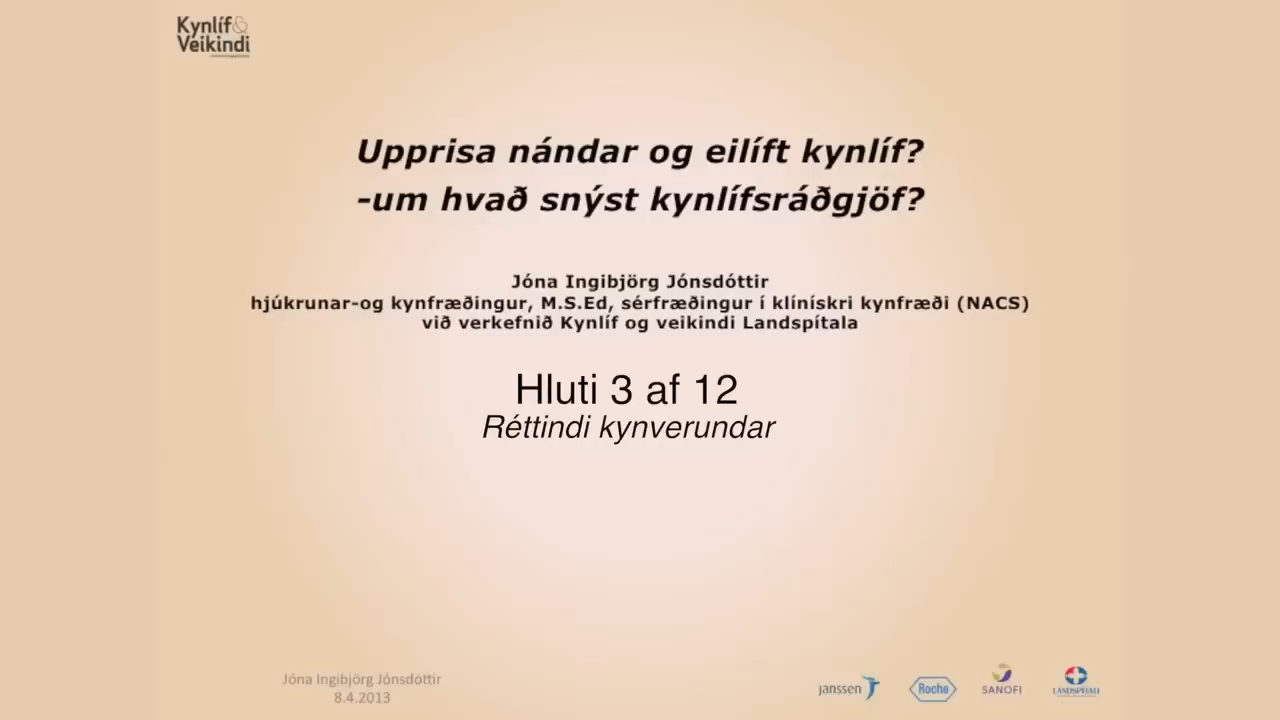 Kynlíf&
Veikindi
Upprisa nándar og eilíft kynlíf?
-um hvað snýst kynlífsráðgjöf?
Jóna Ingibjörg Jónsdóttir
hjúkrunar-og kynfræðingur, M.S.Ed, sérfræðingur í klínískri kynfræði (NACS)
við verkefnið Kynlíf og veikindi Landspítala
Hluti 3 af 12
Réttindi kynverundar
Jóna Ingibjörg Jónsdóttir
8.4.2013
janssen
Roche
SANOFI
LANDSPÍTALI